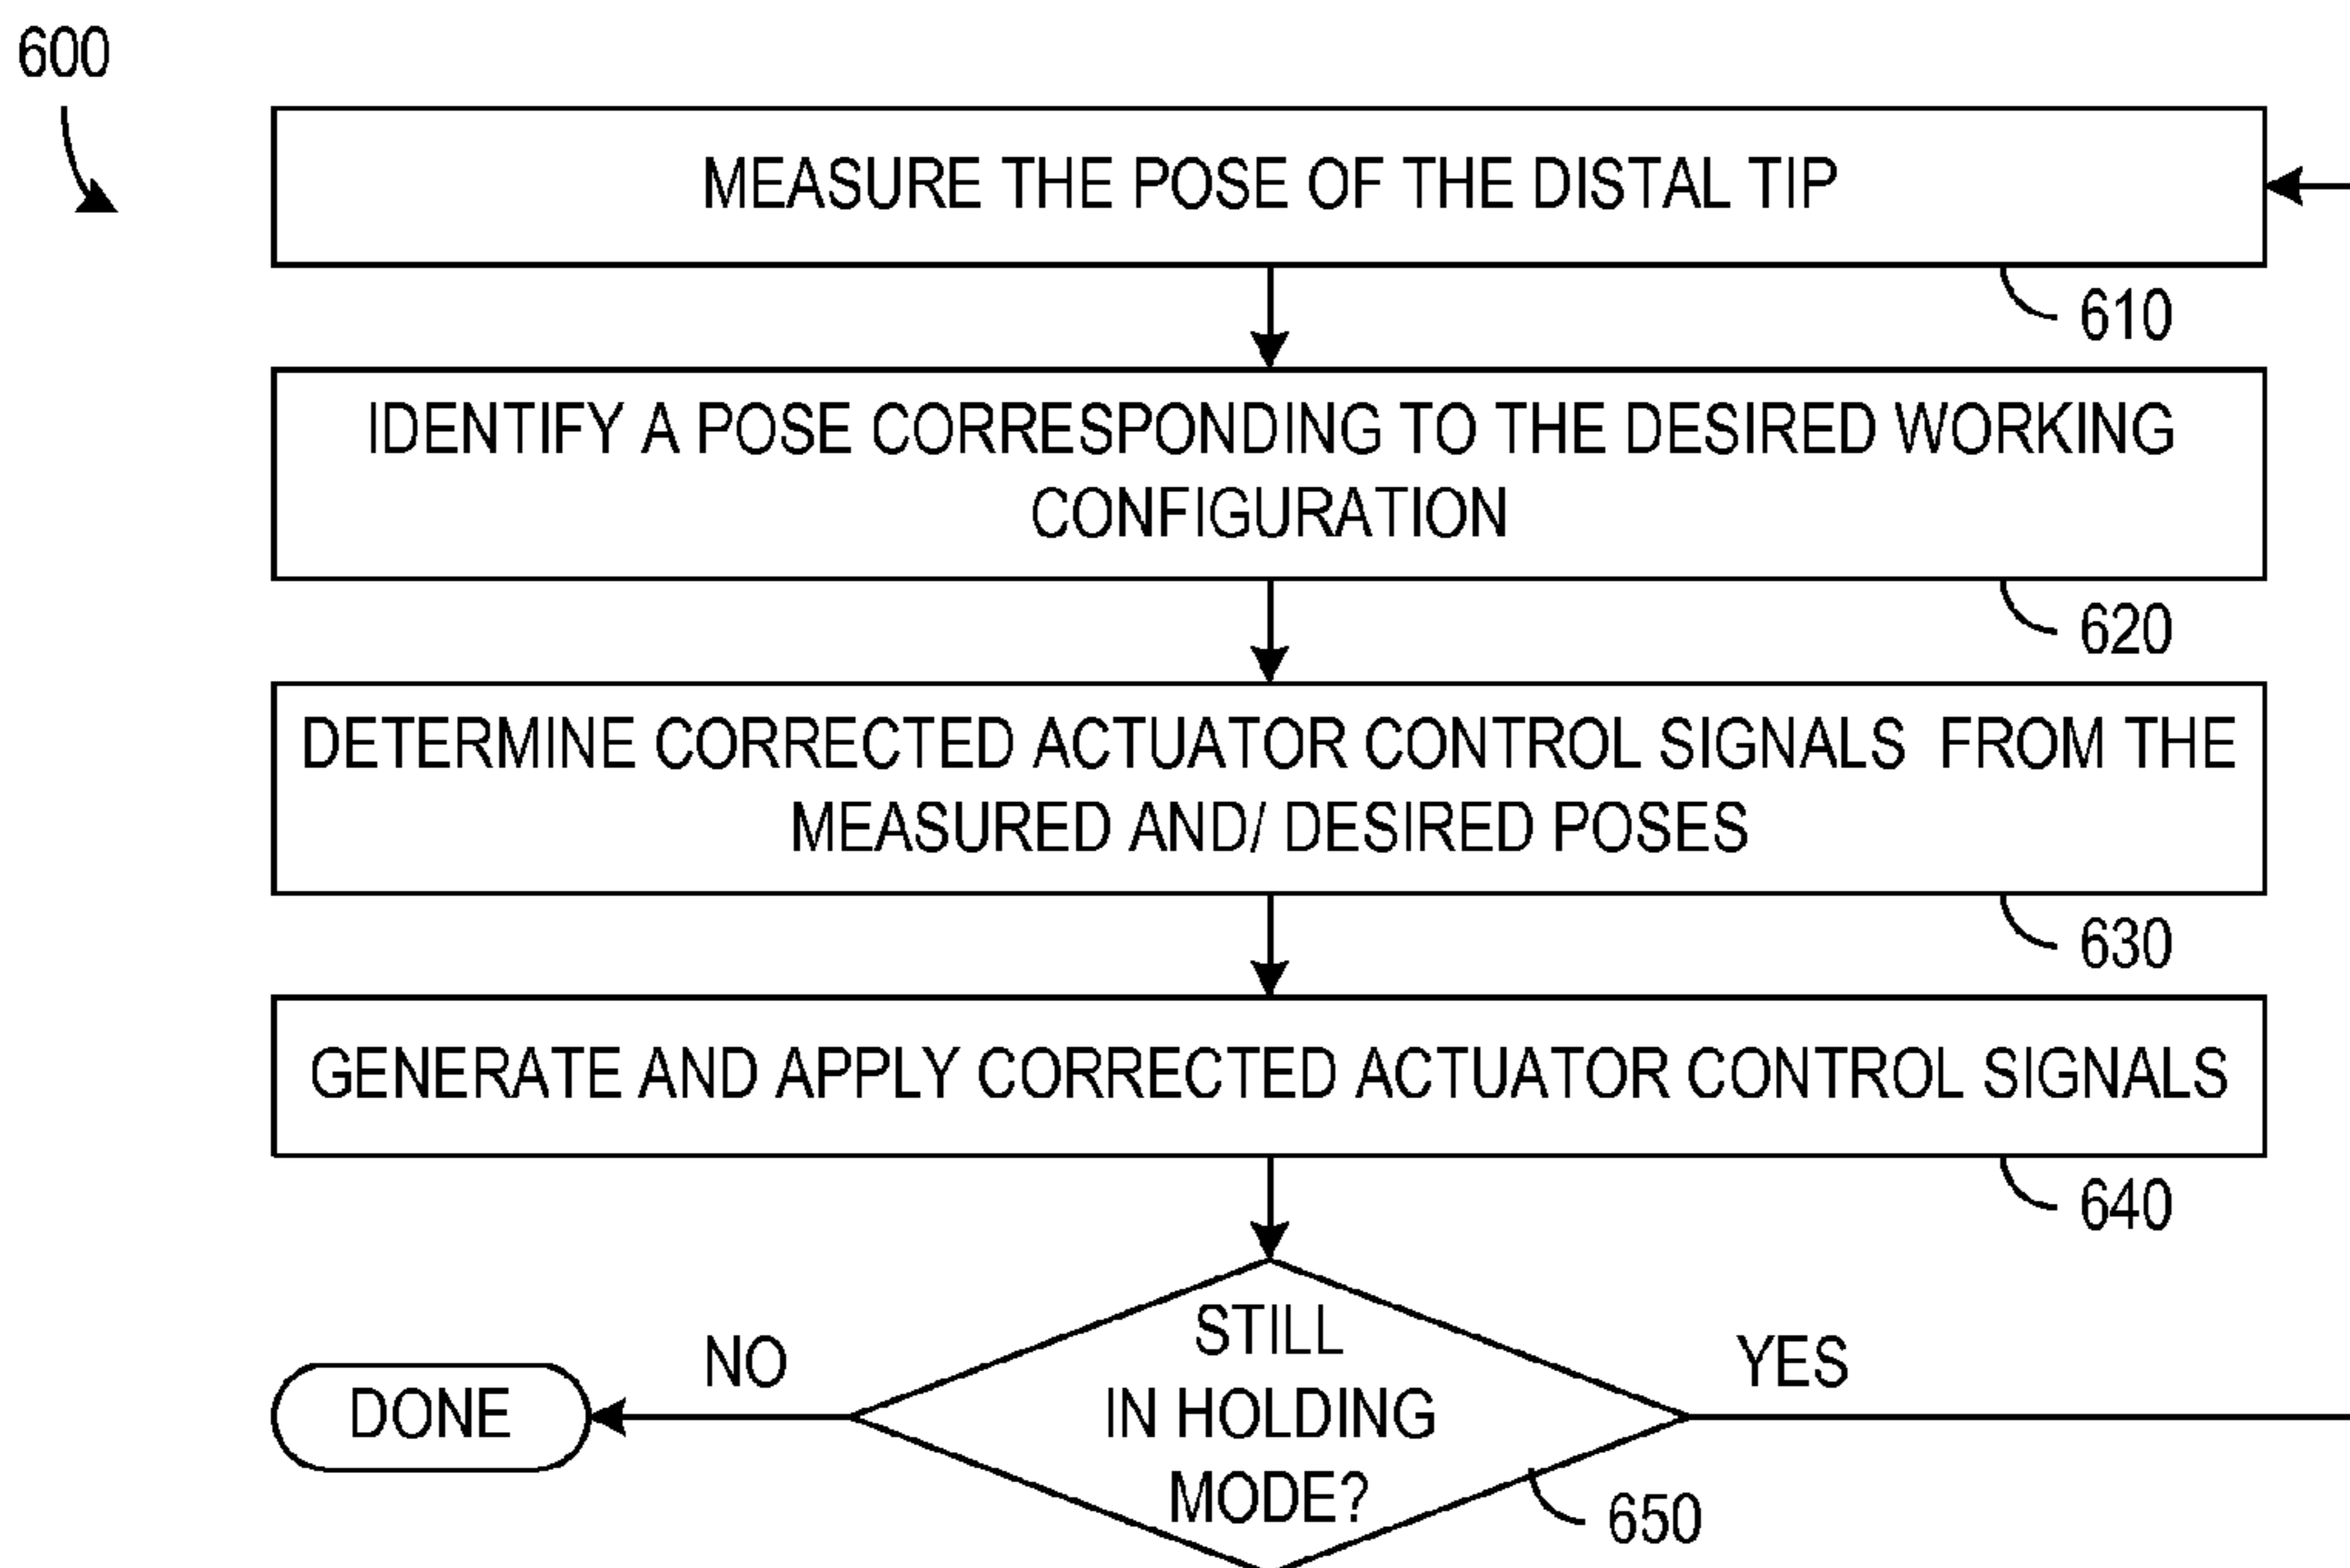 600
MEASURE THE POSE OF THE DISTAL TIP
610
IDENTIFY A POSE CORRESPONDING TO THE DESIRED WORKING
CONFIGURATION
620
DETERMINE CORRECTED ACTUATOR CONTROL SIGNALS FROM THE
MEASURED AND/ DESIRED POSES
630
GENERATE AND APPLY CORRECTED ACTUATOR CONTROL SIGNALS
640
STILL
IN HOLDING
MODE?
650
NO
DONE
YES